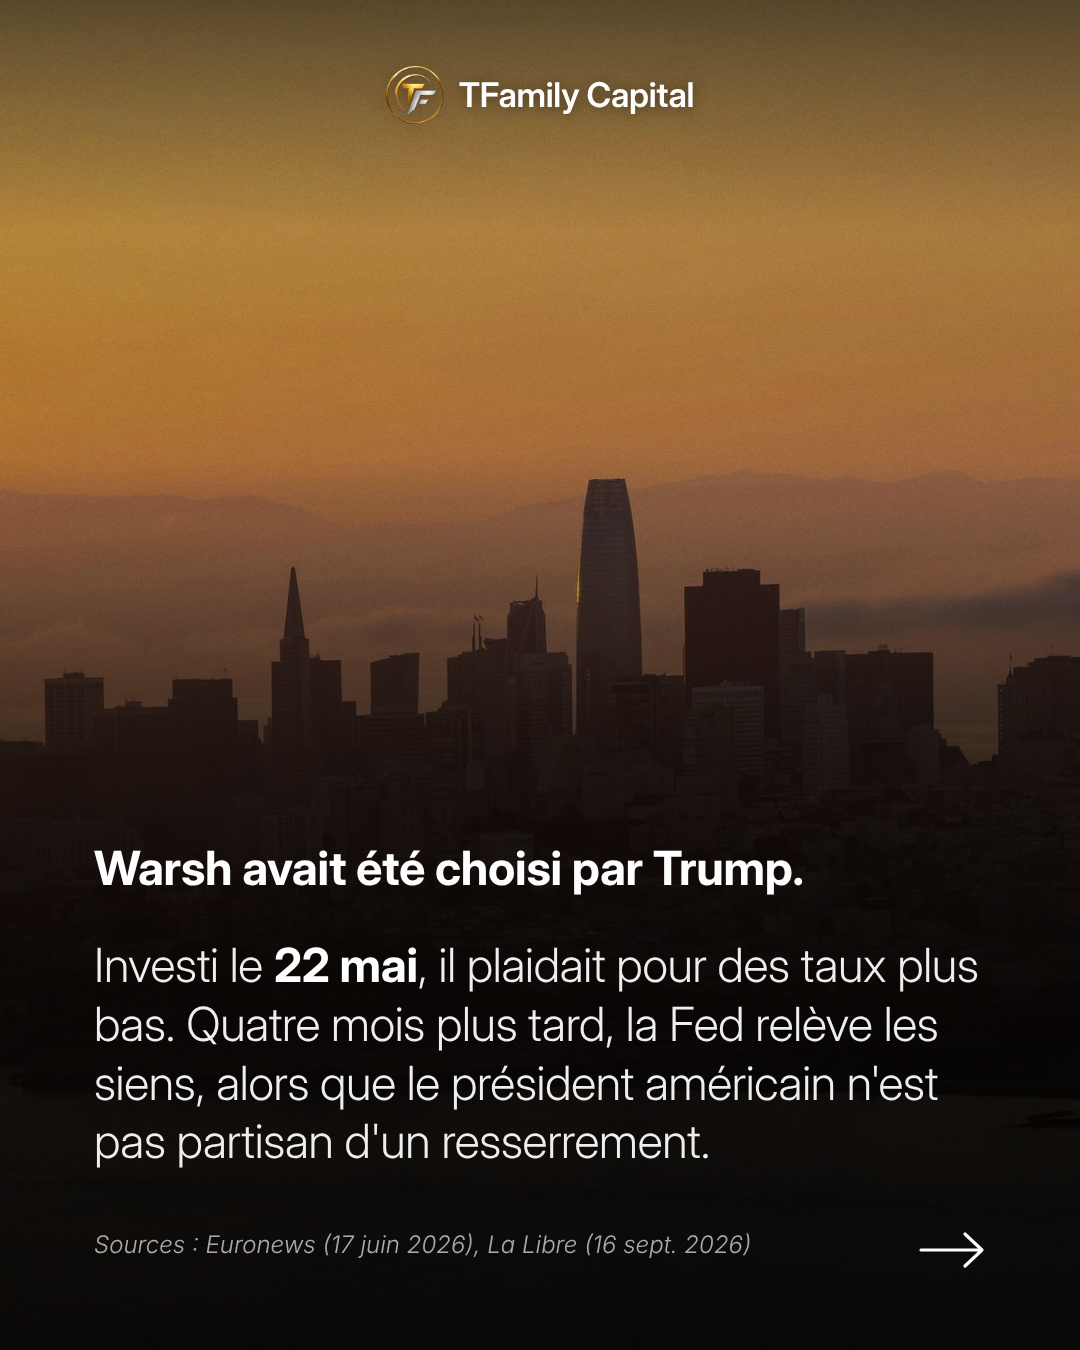 TF TFamily Capital
Warsh avait été choisi par Trump.
Investi le 22 mai, il plaidait pour des taux plus
bas. Quatre mois plus tard, la Fed relève les
siens, alors que le président américain n'est
pas partisan d'un resserrement.
Sources : Euronews (17 juin 2026), La Libre (16 sept. 2026)